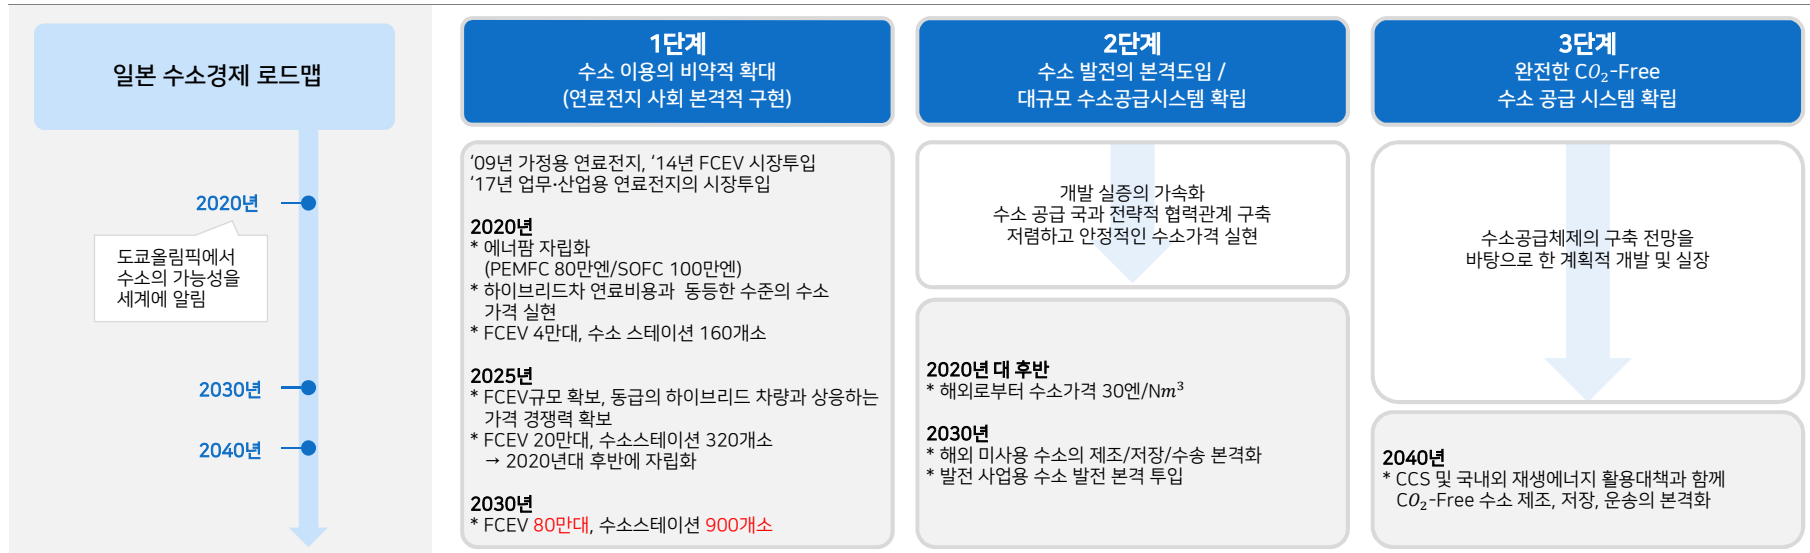 일본 수소경제 로드맵
2020년
도쿄올림픽에서
수소의 가능성을
세계에 알림
2030년
2040년
1단계
수소 이용의 비약적 확대
(연료전지 사회 본격적 구현)
‘09년 가정용 연료전지, ‘14년 FCEV 시장투입
‘17년 업무·산업용 연료전지의 시장투입
2020년
* 에너팜 자립화
(PEMFC 80만엔/SOFC 100만엔)
* 하이브리드차 연료비용과 동등한 수준의 수소
가격 실현
* FCEV 4만대, 수소 스테이션 160개소
2025년
* FCEV규모 확보, 동급의 하이브리드 차량과 상응하는
가격 경쟁력 확보
* FCEV 20만대, 수소스테이션 320개소
→ 2020년대 후반에 자립화
2030년
* FCEV 80만대, 수소스테이션 900개소
2단계
수소 발전의 본격도입 /
대규모 수소공급시스템 확립
개발 실증의 가속화
수소 공급 국과 전략적 협력관계 구축
저렴하고 안정적인 수소가격 실현
2020년 대 후반
* 해외로부터 수소가격 30엔/Nm³
2030년
* 해외 미사용 수소의 제조/저장/수송 본격화
* 발전 사업용 수소 발전 본격 투입
3단계
완전한 CO₂-Free
수소 공급 시스템 확립
수소공급체제의 구축 전망을
바탕으로 한 계획적 개발 및 실장
2040년
* CCS 및 국내외 재생에너지 활용대책과 함께
CO₂-Free 수소 제조, 저장, 운송의 본격화